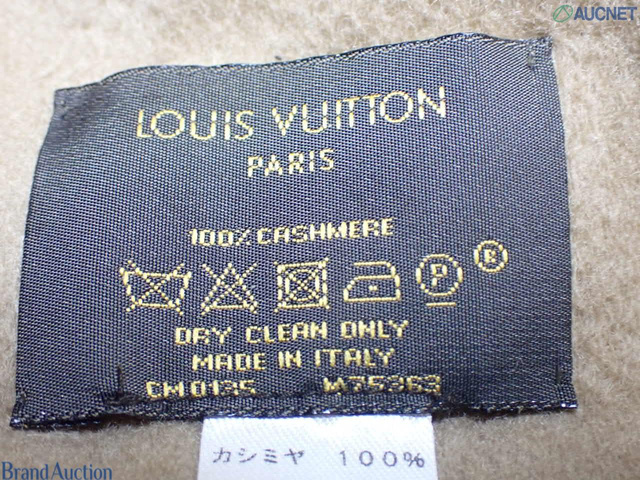 AUCNET
LOUIS VUITTON
PARIS
100% CASHMERE
P
R
DRY CLEAN ONLY
MADE IN ITALY
CM0135 M75363
カシミヤ 100%
Brand Auction